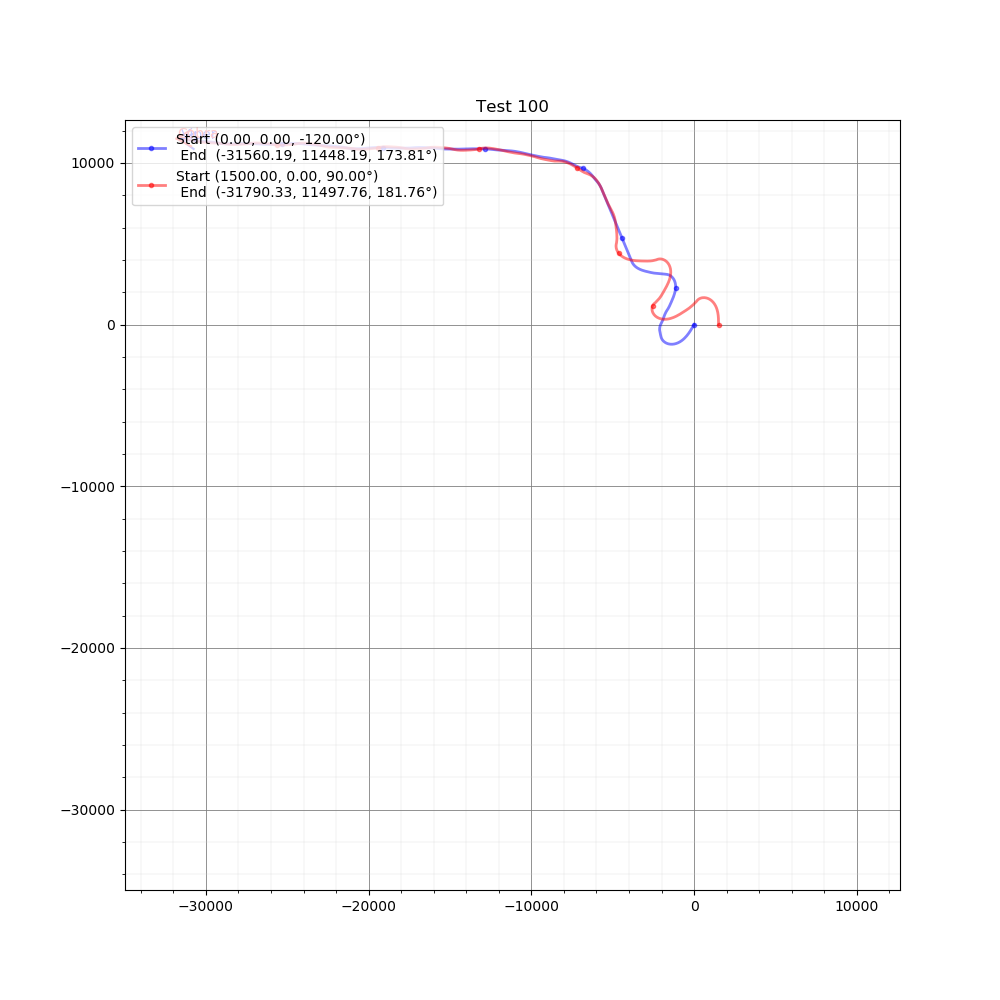 Test 100
Start (0.00, 0.00, -120.00°)
End (-31560.19, 11448.19, 173.81°)
Start (1500.00, 0.00, 90.00°)
End (-31790.33, 11497.76, 181.76°)
10000
0
−10000
−20000
−30000
−30000
−20000
−10000
0
10000